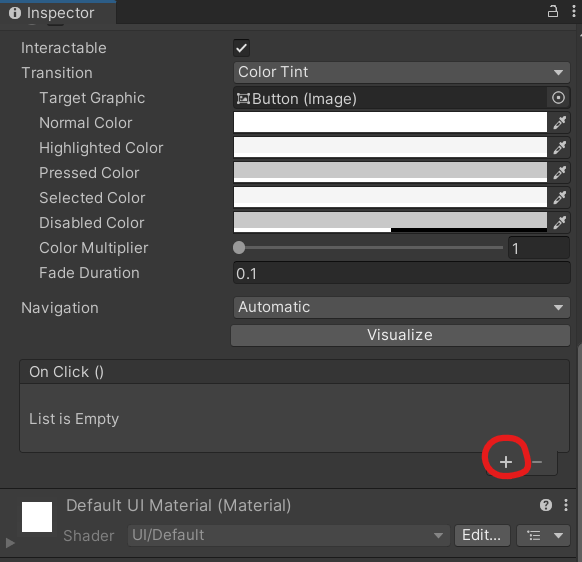 Inspector
Interactable
Transition Color Tint
Target Graphic Button (Image)
Normal Color
Highlighted Color
Pressed Color
Selected Color
Disabled Color
Color Multiplier 1
Fade Duration 0.1
Navigation Automatic
Visualize
On Click ()
List is Empty
+ −
Default UI Material (Material)
Shader UI/Default Edit...